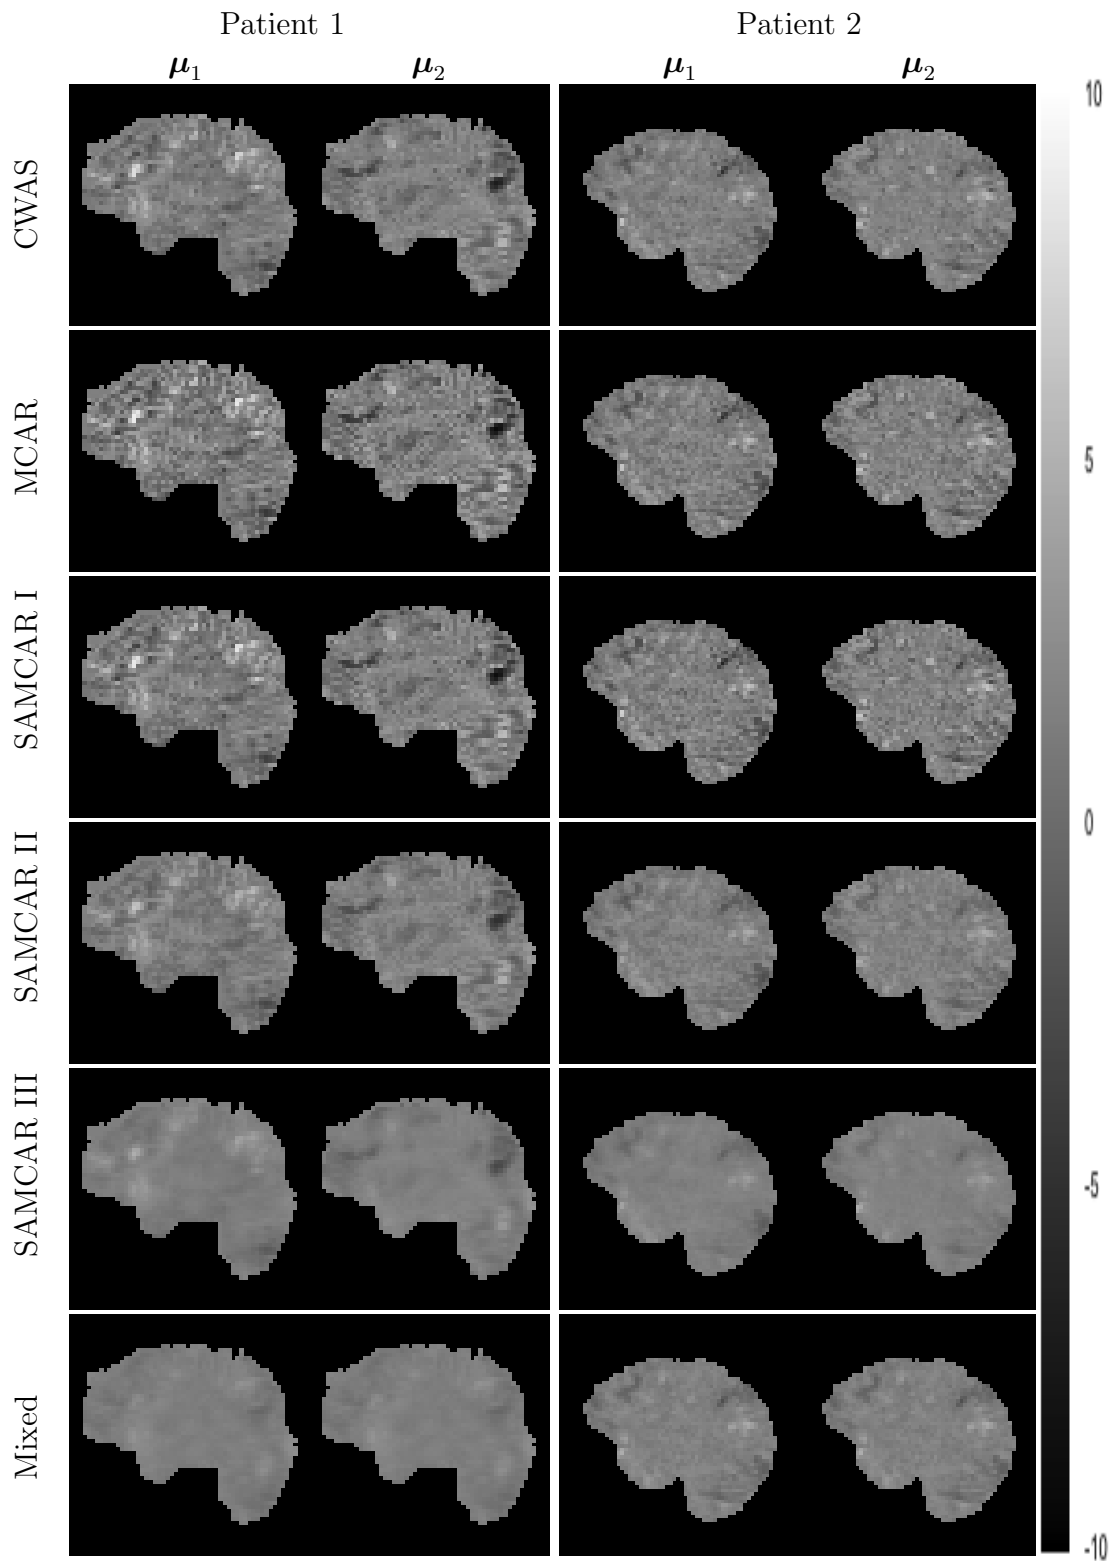 Patient 1 Patient 2
μ₁ μ₂ μ₁ μ₂
10
CWAS
MCAR
5
SAMCAR I
0
SAMCAR II
SAMCAR III
-5
Mixed
-10